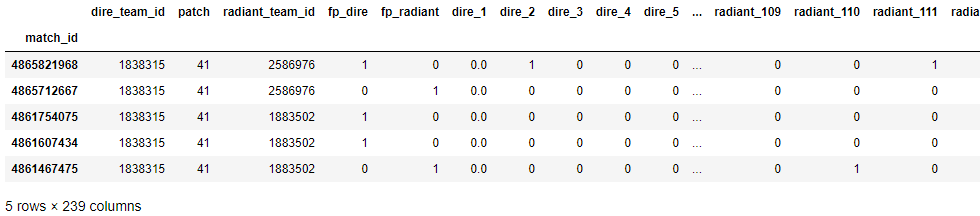 dire_team_id patch radiant_team_id fp_dire fp_radiant dire_1 dire_2 dire_3 dire_4 dire_5 ... radiant_109 radiant_110 radiant_111 radia
match_id
4865821968 1838315 41 2586976 1 0 0.0 1 0 0 0 ... 0 0 1
4865712667 1838315 41 2586976 0 1 0.0 0 0 0 0 ... 0 0 0
4861754075 1838315 41 1883502 1 0 0.0 0 0 0 0 ... 0 0 0
4861607434 1838315 41 1883502 1 0 0.0 0 0 0 0 ... 0 0 0
4861467475 1838315 41 1883502 0 1 0.0 0 0 0 0 ... 0 1 0
5 rows × 239 columns